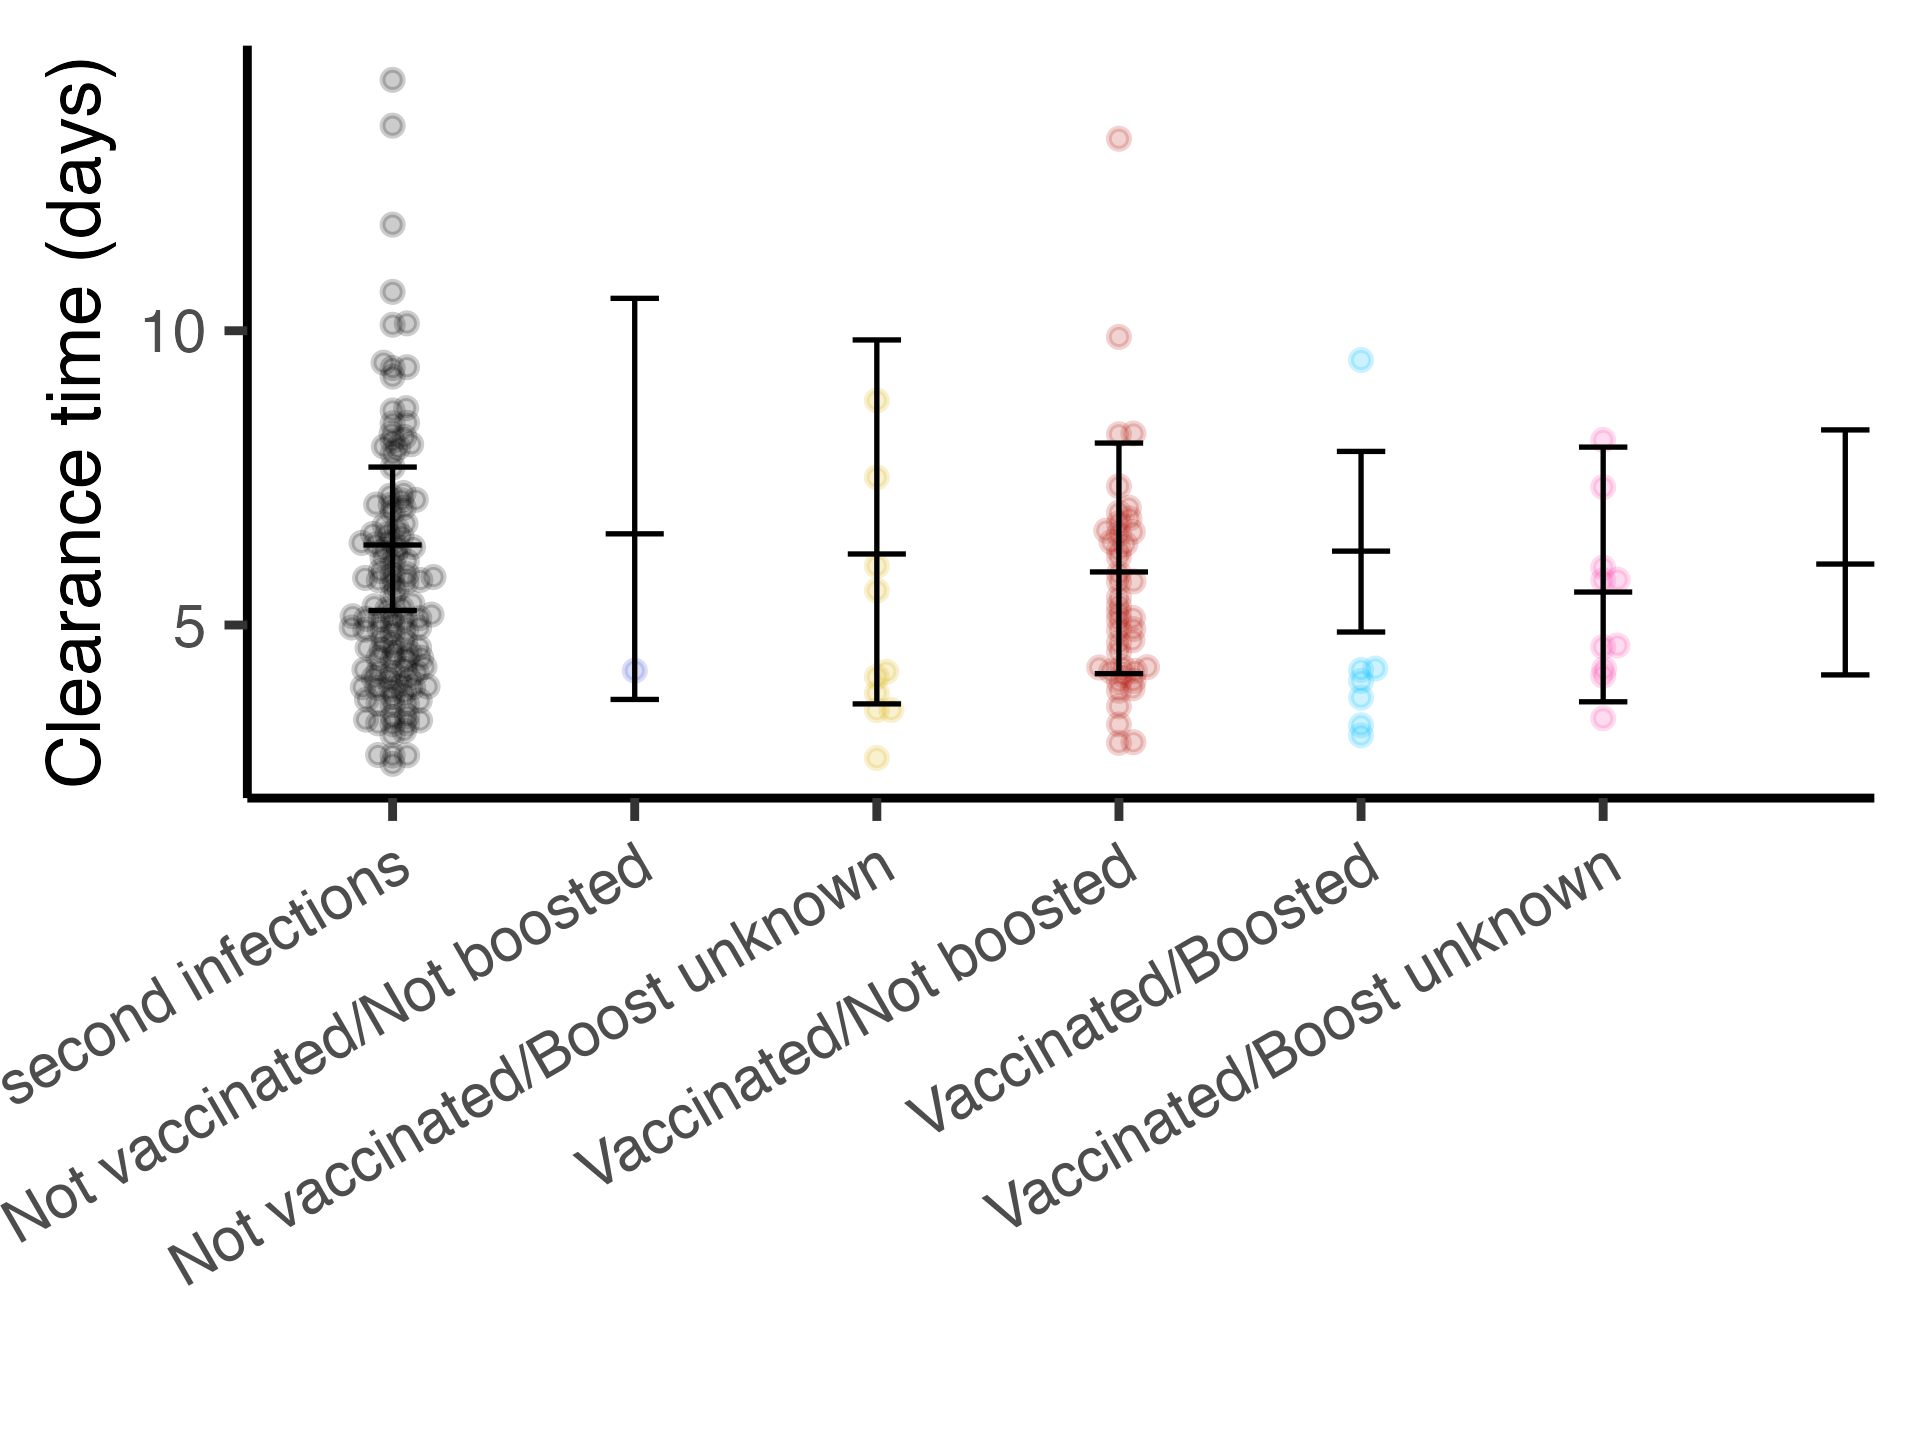 Clearance time (days)
10
5
second infections
Not vaccinated/Not boosted
Not vaccinated/Boost unknown
Vaccinated/Not boosted
Vaccinated/Boosted
Vaccinated/Boost unknown